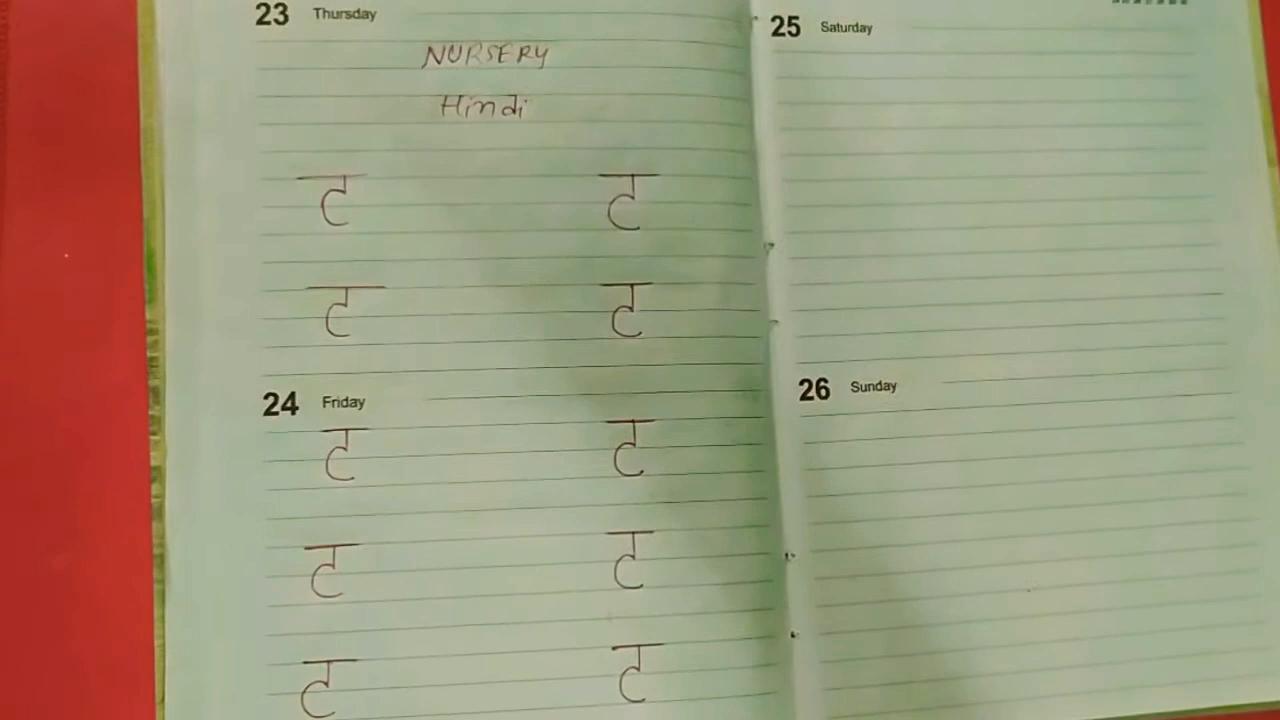 23 Thursday
NURSERY
Hindi
ट ट
ट ट
24 Friday
ट ट
ट ट
ट ट
25 Saturday
26 Sunday